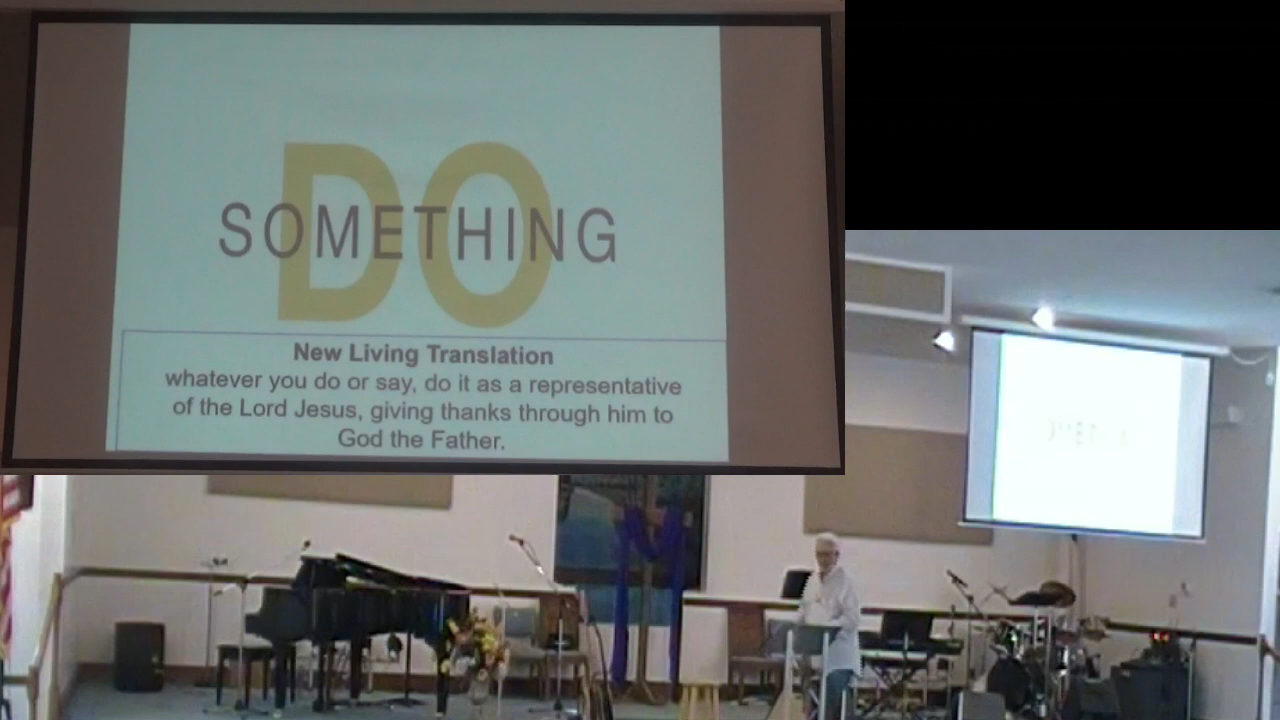 DO
SOMETHING
New Living Translation
whatever you do or say, do it as a representative
of the Lord Jesus, giving thanks through him to
God the Father.